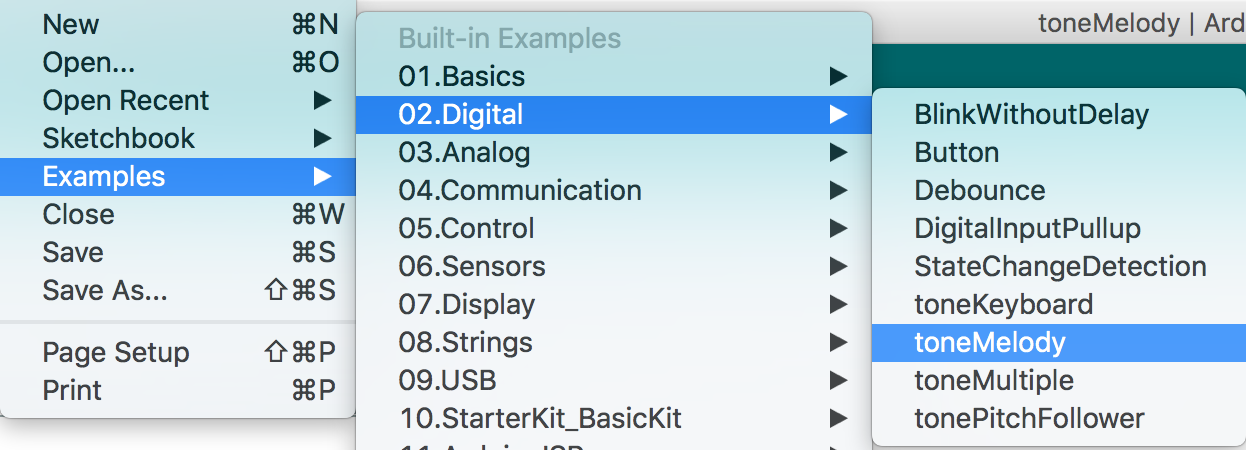 New ⌘N
Open... ⌘O
Open Recent ▶
Sketchbook ▶
Examples ▶
Close ⌘W
Save ⌘S
Save As... ⇧⌘S
Page Setup ⇧⌘P
Print ⌘P
Built-in Examples
01.Basics ▶
02.Digital ▶
03.Analog ▶
04.Communication ▶
05.Control ▶
06.Sensors ▶
07.Display ▶
08.Strings ▶
09.USB ▶
10.StarterKit_BasicKit ▶
toneMelody | Ard
BlinkWithoutDelay
Button
Debounce
DigitalInputPullup
StateChangeDetection
toneKeyboard
toneMelody
toneMultiple
tonePitchFollower